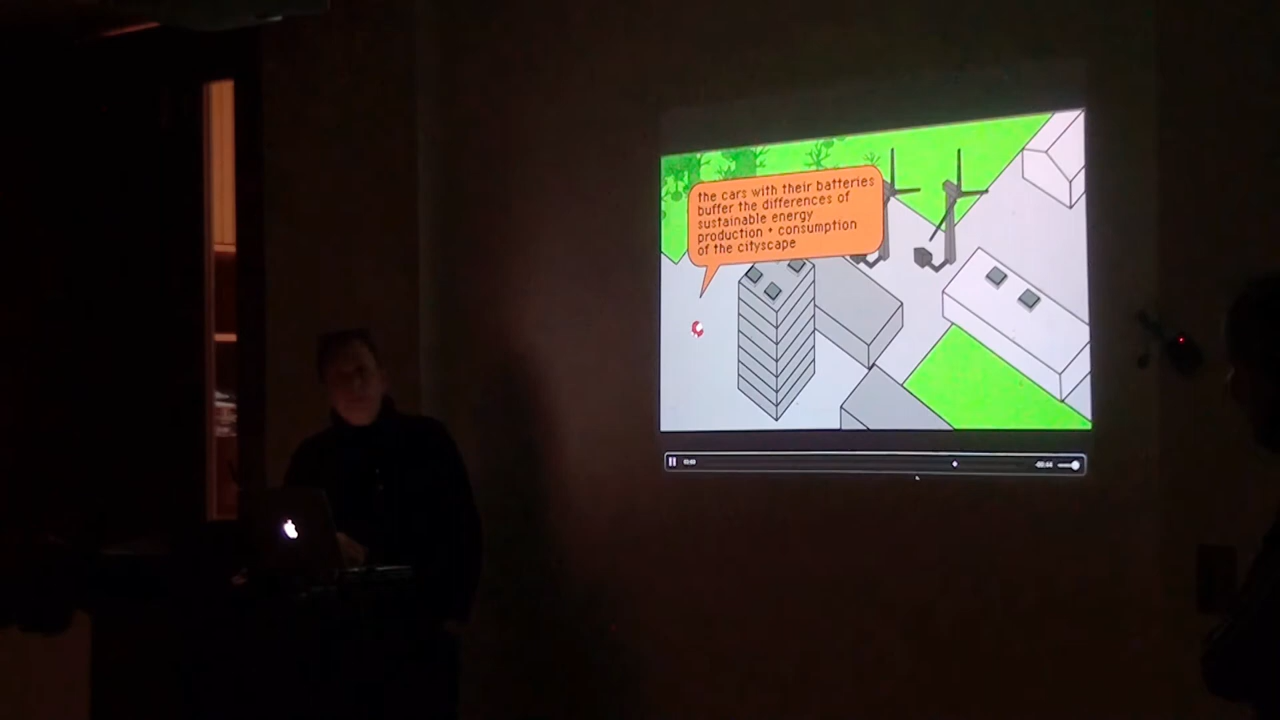 the cars with their batteries
buffer the differences of
sustainable energy
production + consumption
of the cityscape